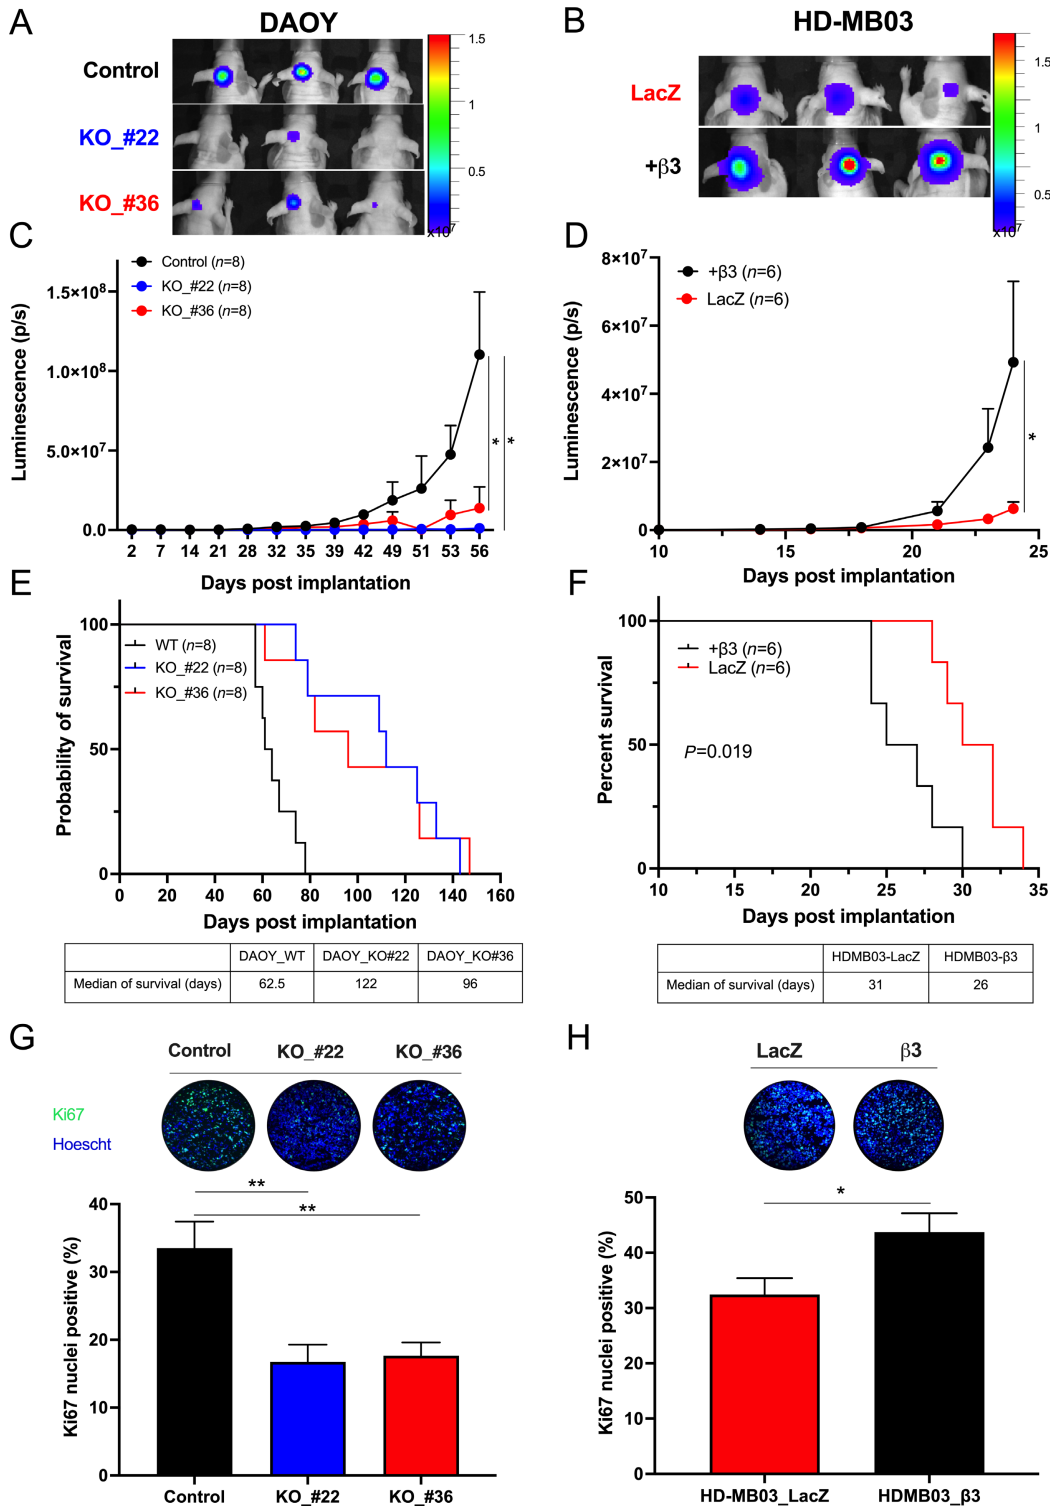 A
DAOY
Control
KO_#22
KO_#36
1.5
1
0.5
x10⁷
B
HD-MB03
LacZ
+β3
1.5
1
0.5
x10⁷
C
Control (n=8)
KO_#22 (n=8)
KO_#36 (n=8)
Luminescence (p/s)
1.5×10⁸
1.0×10⁸
5.0×10⁷
0.0
* *
2 7 14 21 28 32 35 39 42 49 51 53 56
Days post implantation
D
+β3 (n=6)
LacZ (n=6)
Luminescence (p/s)
8×10⁷
6×10⁷
4×10⁷
2×10⁷
0
*
10 15 20 25
Days post implantation
E
WT (n=8)
KO_#22 (n=8)
KO_#36 (n=8)
Probability of survival
100
50
0
0 20 40 60 80 100 120 140 160
Days post implantation
DAOY_WT DAOY_KO#22 DAOY_KO#36
Median of survival (days) 62.5 122 96
F
+β3 (n=6)
LacZ (n=6)
P=0.019
Percent survival
100
50
0
10 15 20 25 30 35
Days post implantation
HDMB03-LacZ HDMB03-β3
Median of survival (days) 31 26
G
Control KO_#22 KO_#36
Ki67
Hoescht
**
**
Ki67 nuclei positive (%)
40
30
20
10
0
Control KO_#22 KO_#36
H
LacZ β3
*
Ki67 nuclei positive (%)
50
40
30
20
10
0
HD-MB03_LacZ HDMB03_β3